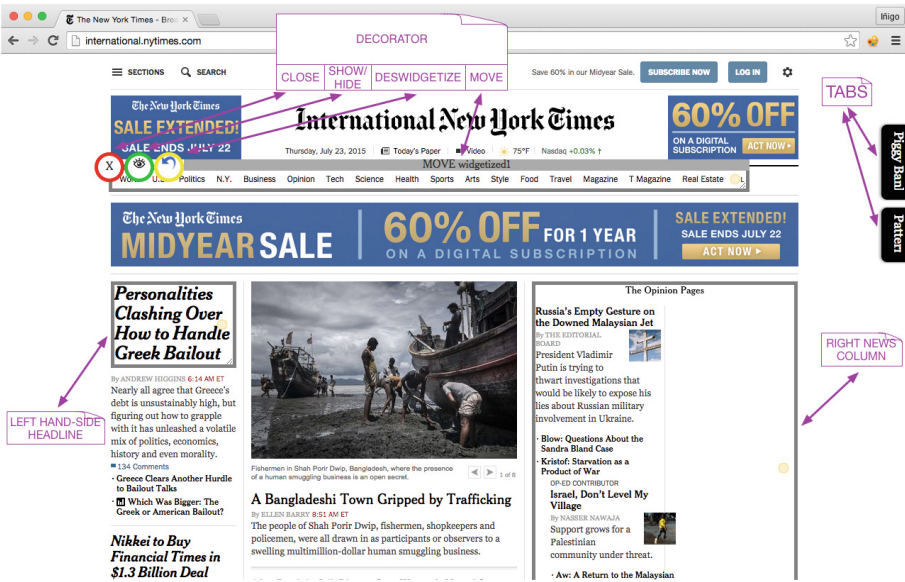 The New York Times - Brea
Iñigo
international.nytimes.com
DECORATOR
CLOSE
SHOW/
HIDE
DESWIDGETIZE
MOVE
SECTIONS
SEARCH
Save 60% in our Midyear Sale.
SUBSCRIBE NOW
LOG IN
TABS
The New York Times
SALE EXTENDED!
SALE ENDS JULY 22
International New York Times
Thursday, July 23, 2015
Today's Paper
Video
75°F
Nasdaq +0.03% ↑
60% OFF
ON A DIGITAL
SUBSCRIPTION
ACT NOW
Piggy Bank
Pattern
X
MOVE widgetized1
World U.S. Politics N.Y. Business Opinion Tech Science Health Sports Arts Style Food Travel Magazine T Magazine Real Estate
The New York Times
MIDYEAR SALE
60% OFF FOR 1 YEAR
ON A DIGITAL SUBSCRIPTION
SALE EXTENDED!
SALE ENDS JULY 22
ACT NOW
Personalities
Clashing Over
How to Handle
Greek Bailout
By ANDREW HIGGINS 6:14 AM ET
Nearly all agree that Greece's
debt is unsustainably high, but
figuring out how to grapple
with it has unleashed a volatile
mix of politics, economics,
history and even morality.
134 Comments
· Greece Clears Another Hurdle
to Bailout Talks
· Which Was Bigger: The
Greek or American Bailout?
Nikkei to Buy
Financial Times in
$1.3 Billion Deal
LEFT HAND-SIDE
HEADLINE
Fishermen in Shah Porir Dwip, Bangladesh, where the presence
of a human smuggling business is an open secret.
1 of 8
A Bangladeshi Town Gripped by Trafficking
By ELLEN BARRY 8:51 AM ET
The people of Shah Porir Dwip, fishermen, shopkeepers and
policemen, were all drawn in as participants or observers to a
swelling multimillion-dollar human smuggling business.
The Opinion Pages
Russia's Empty Gesture on
the Downed Malaysian Jet
By THE EDITORIAL
BOARD
President Vladimir
Putin is trying to
thwart investigations that
would be likely to expose his
lies about Russian military
involvement in Ukraine.
· Blow: Questions About the
Sandra Bland Case
· Kristof: Starvation as a
Product of War
OP-ED CONTRIBUTOR
Israel, Don't Level My
Village
By NASSER NAWAJA
Support grows for a
Palestinian
community under threat.
· Aw: A Return to the Malaysian
RIGHT NEWS
COLUMN